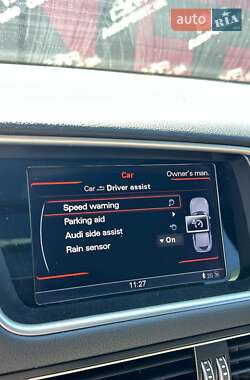 AUTO RIA
Car
Owner's man.
Car Driver assist
Speed warning
Parking aid
Audi side assist
Rain sensor
On
11:27